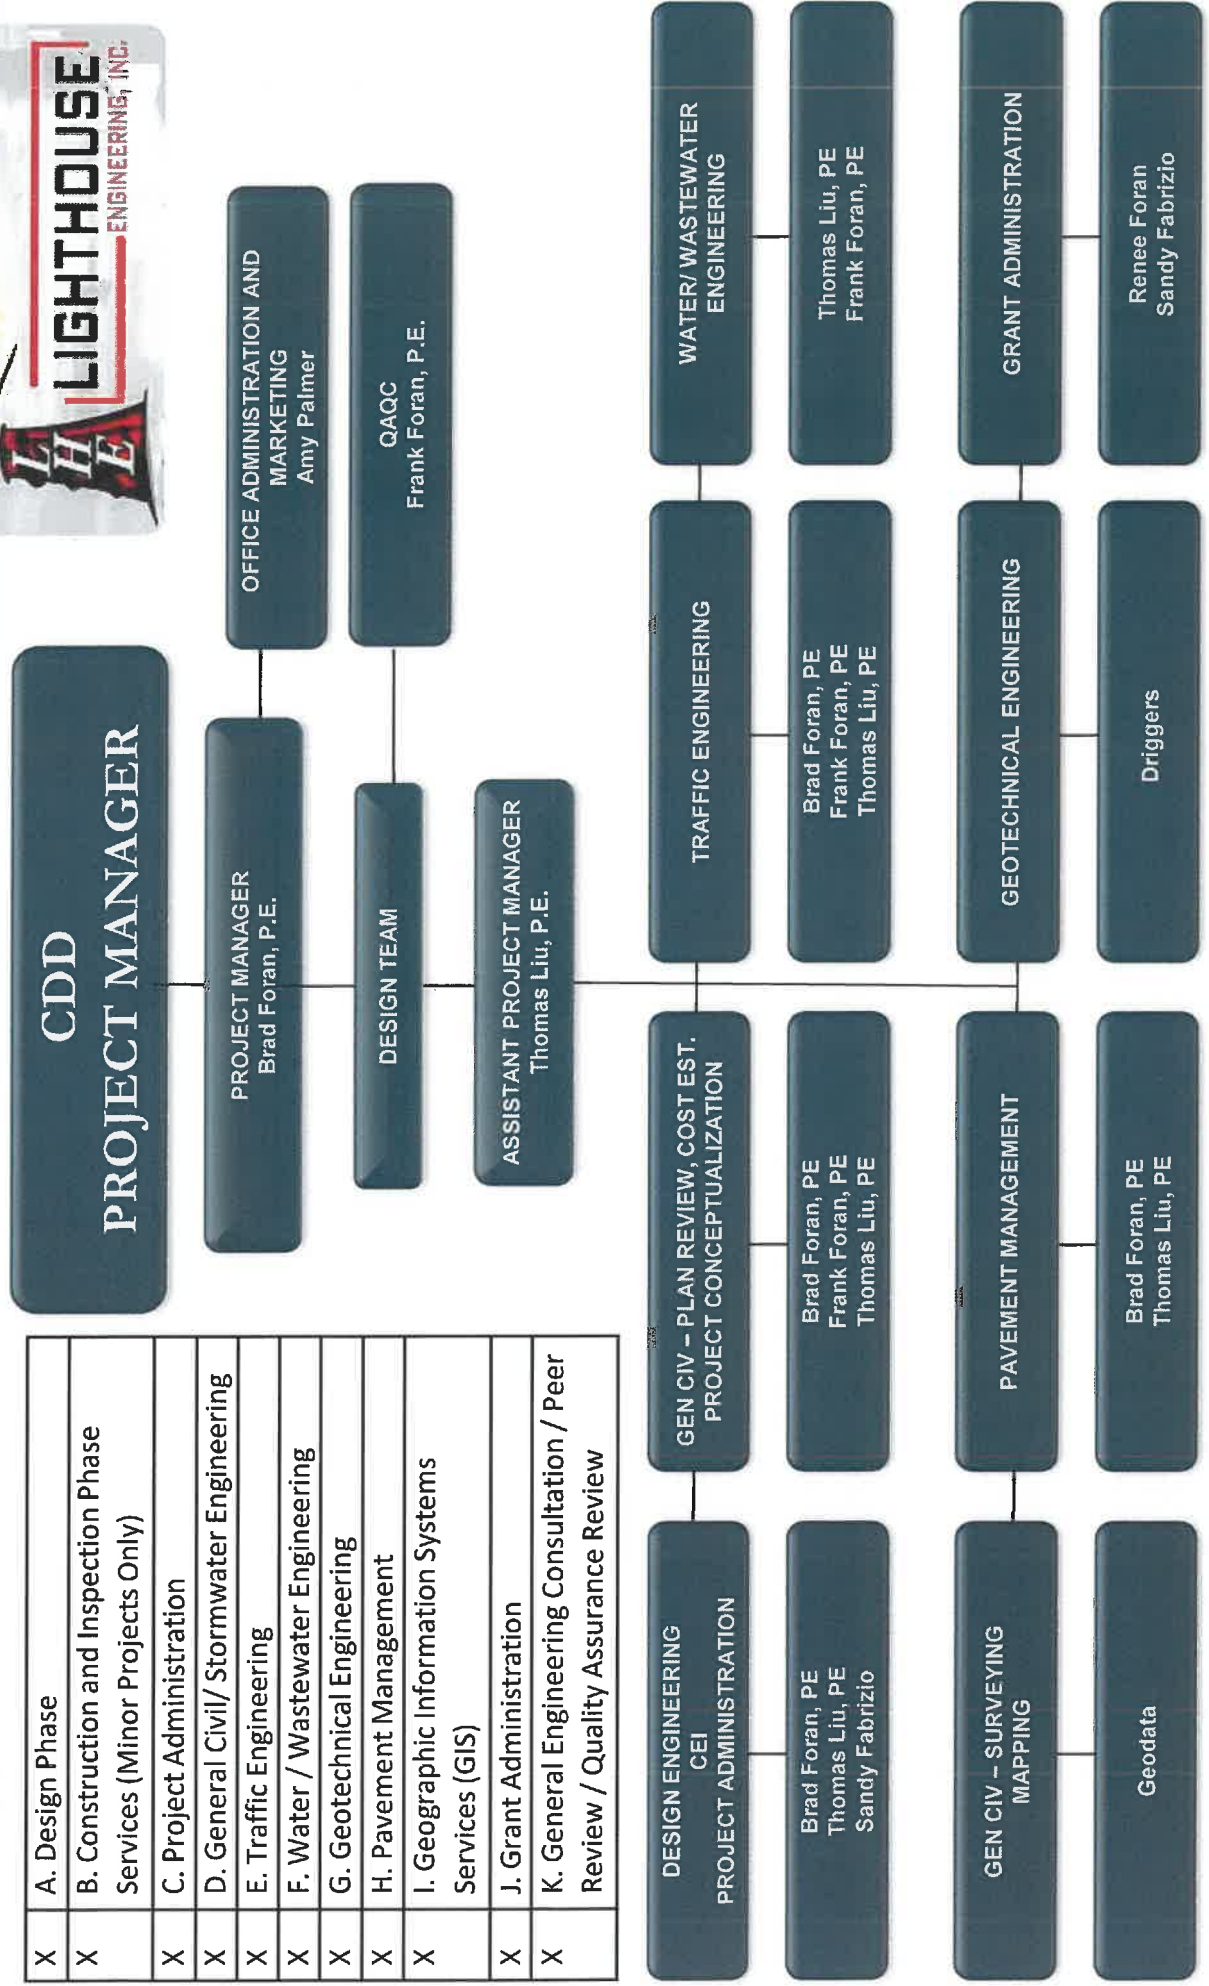 X A. Design Phase
X B. Construction and Inspection Phase
Services (Minor Projects Only)
X C. Project Administration
X D. General Civil/ Stormwater Engineering
X E. Traffic Engineering
X F. Water / Wastewater Engineering
X G. Geotechnical Engineering
X H. Pavement Management
X I. Geographic Information Systems
Services (GIS)
X J. Grant Administration
X K. General Engineering Consultation / Peer
Review / Quality Assurance Review
CDD
PROJECT MANAGER
LHE
LIGHTHOUSE
ENGINEERING, INC.
PROJECT MANAGER
Brad Foran, P.E.
OFFICE ADMINISTRATION AND
MARKETING
Amy Palmer
DESIGN TEAM
QAQC
Frank Foran, P.E.
ASSISTANT PROJECT MANAGER
Thomas Liu, P.E.
DESIGN ENGINEERING
CEI
PROJECT ADMINISTRATION
Brad Foran, PE
Thomas Liu, PE
Sandy Fabrizio
GEN CIV – PLAN REVIEW, COST EST.
PROJECT CONCEPTUALIZATION
Brad Foran, PE
Frank Foran, PE
Thomas Liu, PE
TRAFFIC ENGINEERING
Brad Foran, PE
Frank Foran, PE
Thomas Liu, PE
WATER/ WASTEWATER
ENGINEERING
Thomas Liu, PE
Frank Foran, PE
GEN CIV – SURVEYING
MAPPING
Geodata
PAVEMENT MANAGEMENT
Brad Foran, PE
Thomas Liu, PE
GEOTECHNICAL ENGINEERING
Driggers
GRANT ADMINISTRATION
Renee Foran
Sandy Fabrizio